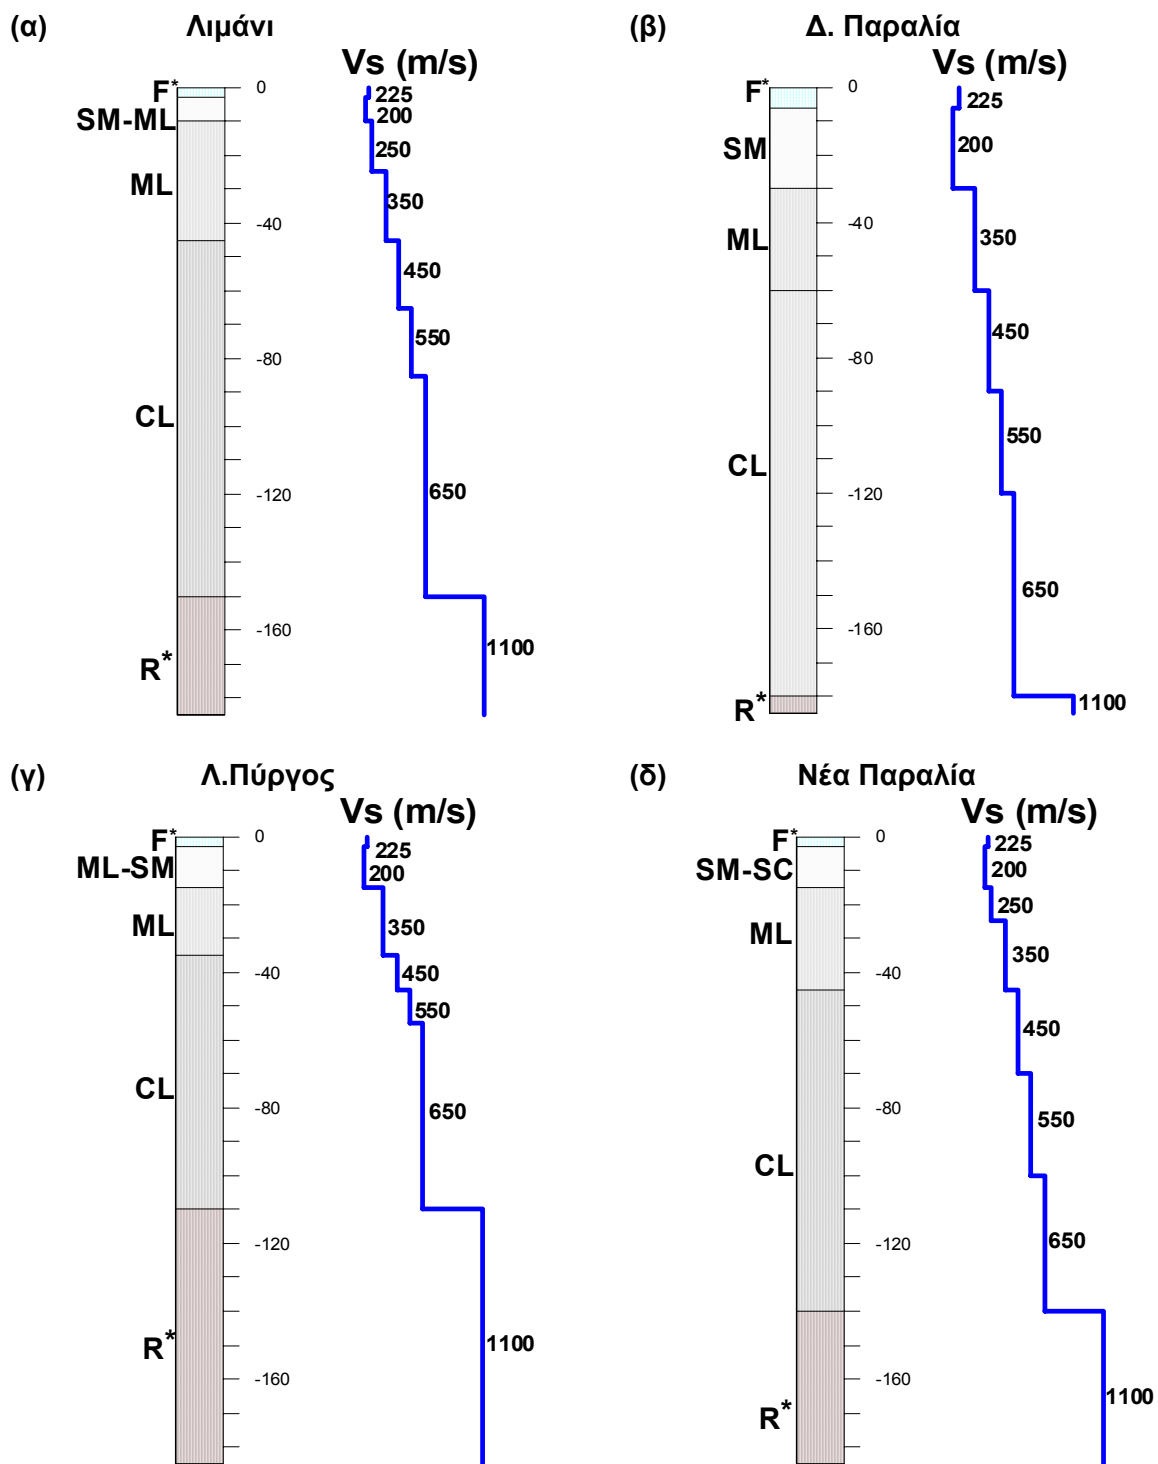 (α) Λιμάνι
Vs (m/s)
F* 0
225
SM-ML 200
250
ML 350
-40
450
550
-80
CL
650
-120
-160
R* 1100
(β) Δ. Παραλία
Vs (m/s)
F* 0
225
SM 200
-40
ML 350
450
-80
550
CL
-120
650
-160
R* 1100
(γ) Λ.Πύργος
Vs (m/s)
F* 0
225
ML-SM 200
ML 350
-40 450
550
CL
-80 650
-120
R* 1100
-160
(δ) Νέα Παραλία
Vs (m/s)
F* 0
225
SM-SC 200
250
ML 350
-40
450
-80 550
CL
650
-120
-160 1100
R*